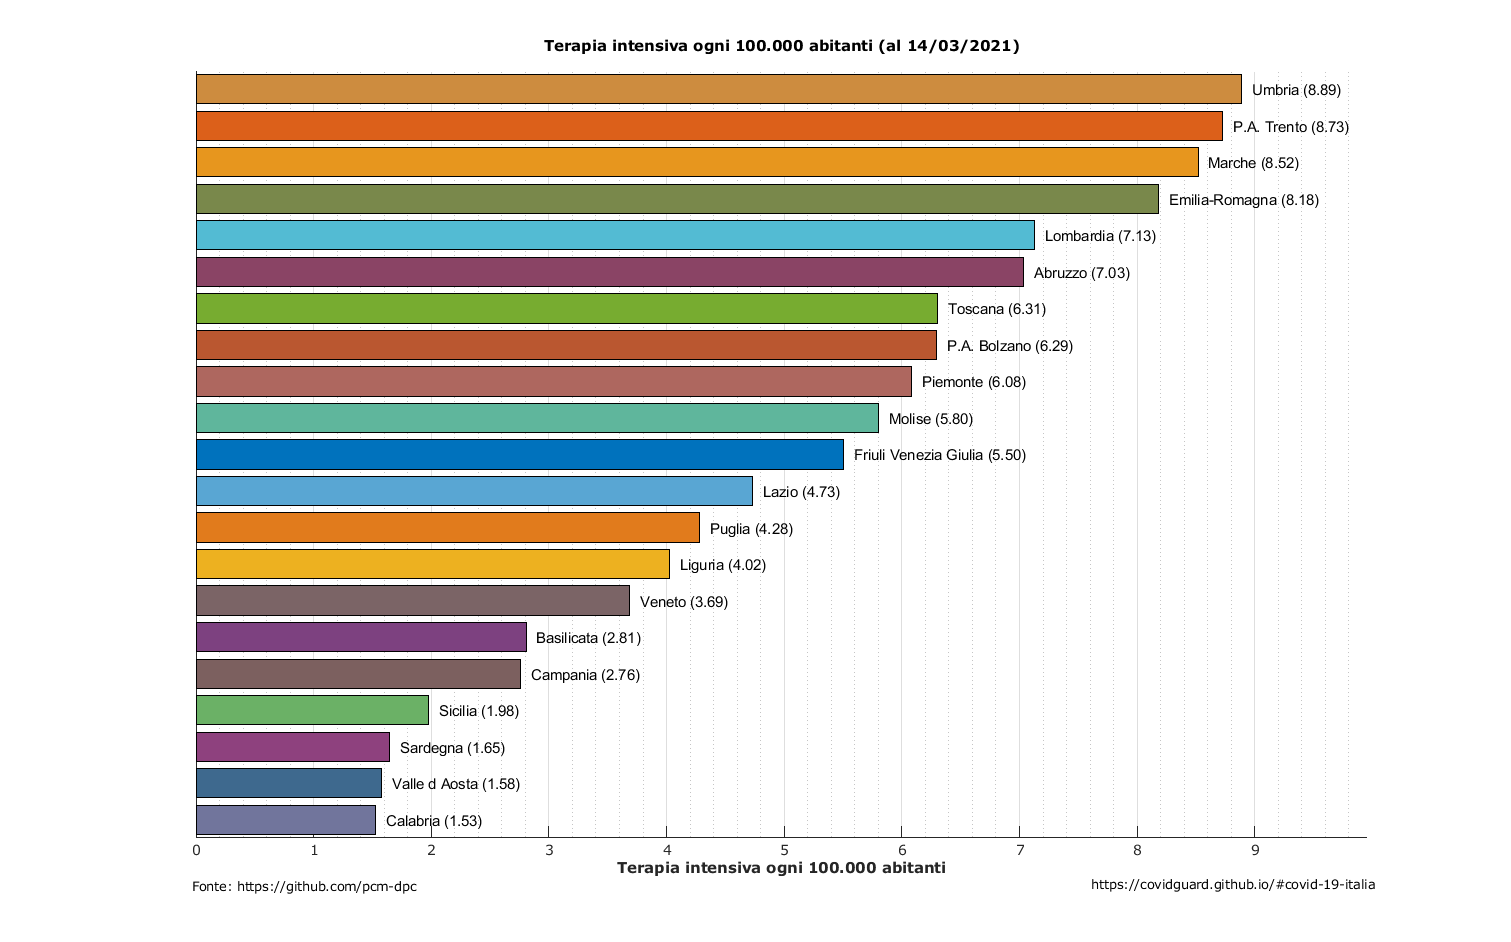 Terapia intensiva ogni 100.000 abitanti (al 14/03/2021)
Umbria (8.89)
P.A. Trento (8.73)
Marche (8.52)
Emilia-Romagna (8.18)
Lombardia (7.13)
Abruzzo (7.03)
Toscana (6.31)
P.A. Bolzano (6.29)
Piemonte (6.08)
Molise (5.80)
Friuli Venezia Giulia (5.50)
Lazio (4.73)
Puglia (4.28)
Liguria (4.02)
Veneto (3.69)
Basilicata (2.81)
Campania (2.76)
Sicilia (1.98)
Sardegna (1.65)
Valle d Aosta (1.58)
Calabria (1.53)
0 1 2 3 4 5 6 7 8 9
Terapia intensiva ogni 100.000 abitanti
Fonte: https://github.com/pcm-dpc
https://covidguard.github.io/#covid-19-italia